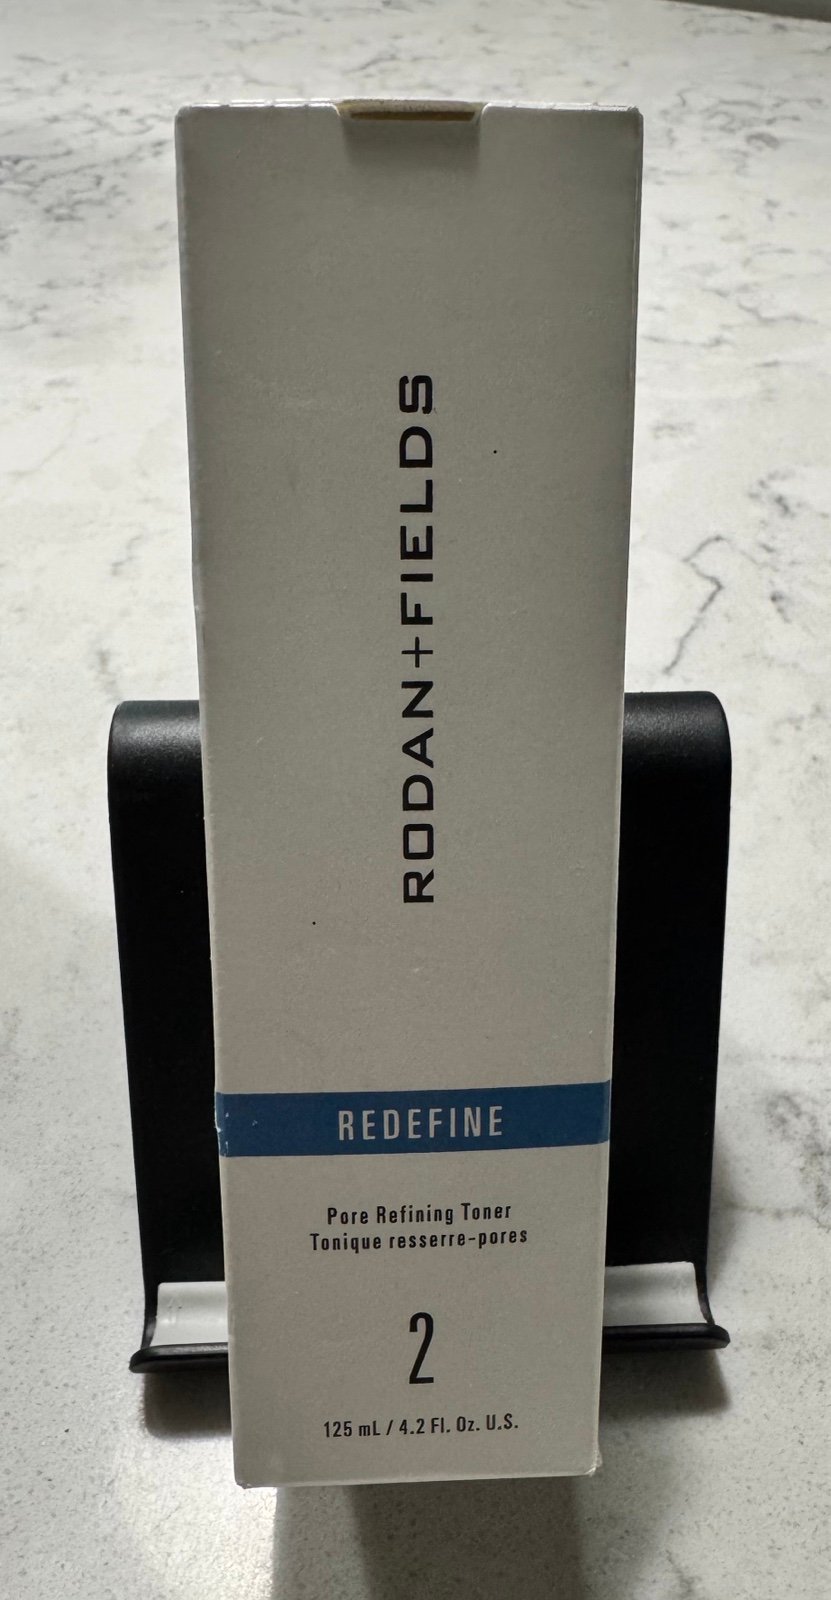 RODAN+FIELDS
REDEFINE
Pore Refining Toner
Tonique resserre-pores
2
125 mL / 4.2 Fl. Oz. U.S.